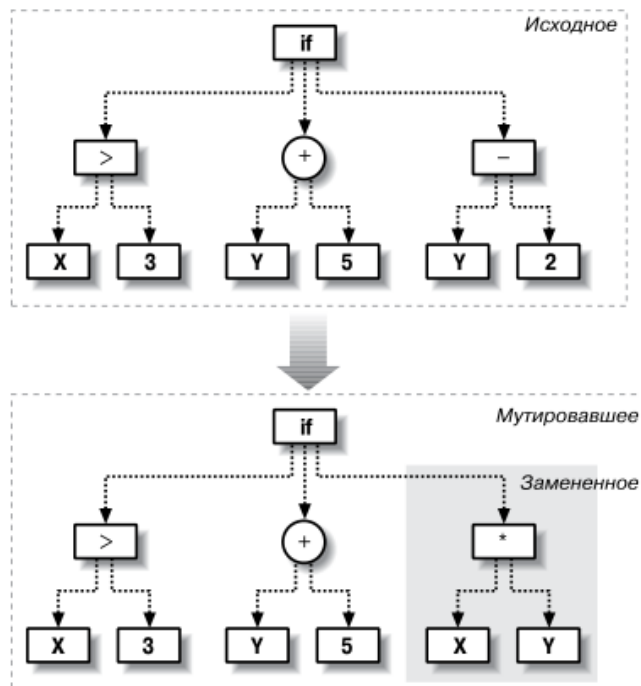 Исходное
if
> + –
X 3 Y 5 Y 2
Мутировавшее
if
Замененное
> + *
X 3 Y 5 X Y